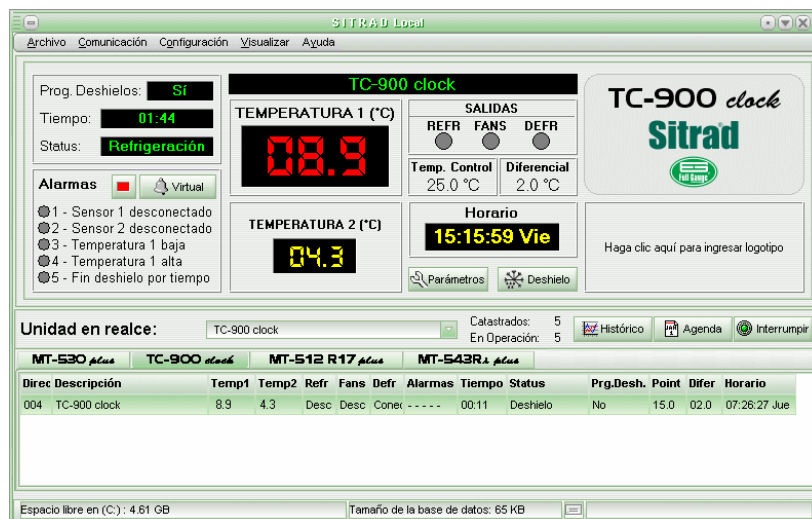 SITRAD Local
Archivo Comunicación Configuración Visualizar Ayuda
Prog. Deshielos: Sí
Tiempo: 01:44
Status: Refrigeración
Alarmas Virtual
1 - Sensor 1 desconectado
2 - Sensor 2 desconectado
3 - Temperatura 1 baja
4 - Temperatura 1 alta
5 - Fin deshielo por tiempo
TC-900 clock
TEMPERATURA 1 (°C)
08.9
TEMPERATURA 2 (°C)
04.3
SALIDAS
REFR FANS DEFR
Temp. Control Diferencial
25.0 °C 2.0 °C
Horario
15:15:59 Vie
Parámetros Deshielo
TC-900 clock
Sitrad
Full Gauge
Haga clic aquí para ingresar logotipo
Unidad en realce: TC-900 clock
Catastrados: 5
En Operación: 5
Histórico Agenda Interrumpir
MT-530 plus TC-900 clock MT-512 R17 plus MT-543Ri plus
Direc Descripción Temp1 Temp2 Refr Fans Defr Alarmas Tiempo Status Prg.Desh. Point Difer Horario
004 TC-900 clock 8.9 4.3 Desc Desc Conec - - - - - 00:11 Deshielo No 15.0 02.0 07:26:27 Jue
Espacio libre en (C:) : 4.61 GB Tamaño de la base de datos: 65 KB